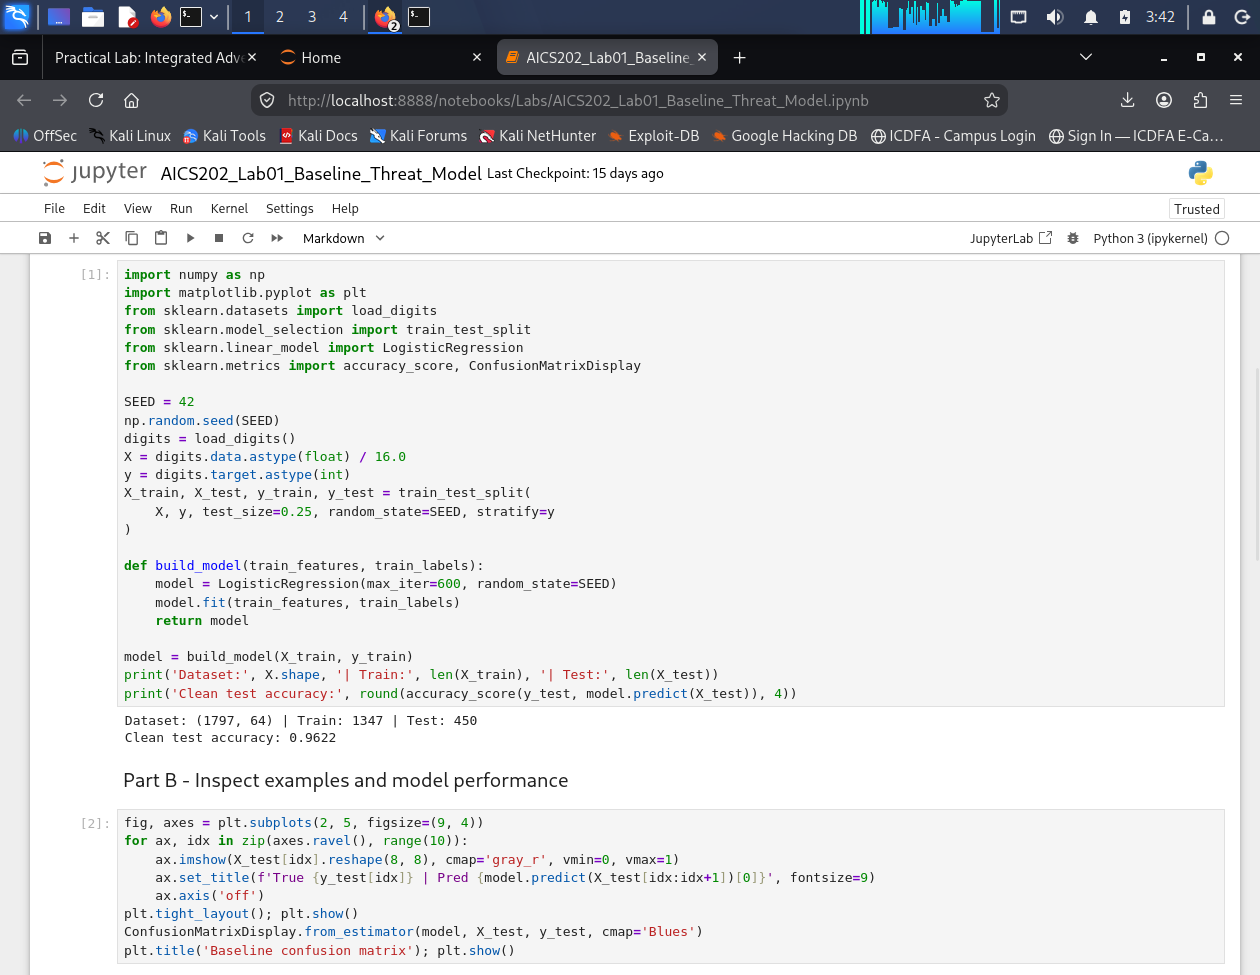 1 2 3 4 2 3:42
Practical Lab: Integrated Adve Home AICS202_Lab01_Baseline_
http://localhost:8888/notebooks/Labs/AICS202_Lab01_Baseline_Threat_Model.ipynb
OffSec Kali Linux Kali Tools Kali Docs Kali Forums Kali NetHunter Exploit-DB Google Hacking DB ICDFA - Campus Login Sign In — ICDFA E-Ca...
jupyter AICS202_Lab01_Baseline_Threat_Model Last Checkpoint: 15 days ago
File Edit View Run Kernel Settings Help Trusted
Markdown JupyterLab Python 3 (ipykernel)
[1]: import numpy as np
import matplotlib.pyplot as plt
from sklearn.datasets import load_digits
from sklearn.model_selection import train_test_split
from sklearn.linear_model import LogisticRegression
from sklearn.metrics import accuracy_score, ConfusionMatrixDisplay
SEED = 42
np.random.seed(SEED)
digits = load_digits()
X = digits.data.astype(float) / 16.0
y = digits.target.astype(int)
X_train, X_test, y_train, y_test = train_test_split(
    X, y, test_size=0.25, random_state=SEED, stratify=y
)
def build_model(train_features, train_labels):
    model = LogisticRegression(max_iter=600, random_state=SEED)
    model.fit(train_features, train_labels)
    return model
model = build_model(X_train, y_train)
print('Dataset:', X.shape, '| Train:', len(X_train), '| Test:', len(X_test))
print('Clean test accuracy:', round(accuracy_score(y_test, model.predict(X_test)), 4))
Dataset: (1797, 64) | Train: 1347 | Test: 450
Clean test accuracy: 0.9622
Part B - Inspect examples and model performance
[2]: fig, axes = plt.subplots(2, 5, figsize=(9, 4))
for ax, idx in zip(axes.ravel(), range(10)):
    ax.imshow(X_test[idx].reshape(8, 8), cmap='gray_r', vmin=0, vmax=1)
    ax.set_title(f'True {y_test[idx]} | Pred {model.predict(X_test[idx:idx+1])[0]}', fontsize=9)
    ax.axis('off')
plt.tight_layout(); plt.show()
ConfusionMatrixDisplay.from_estimator(model, X_test, y_test, cmap='Blues')
plt.title('Baseline confusion matrix'); plt.show()